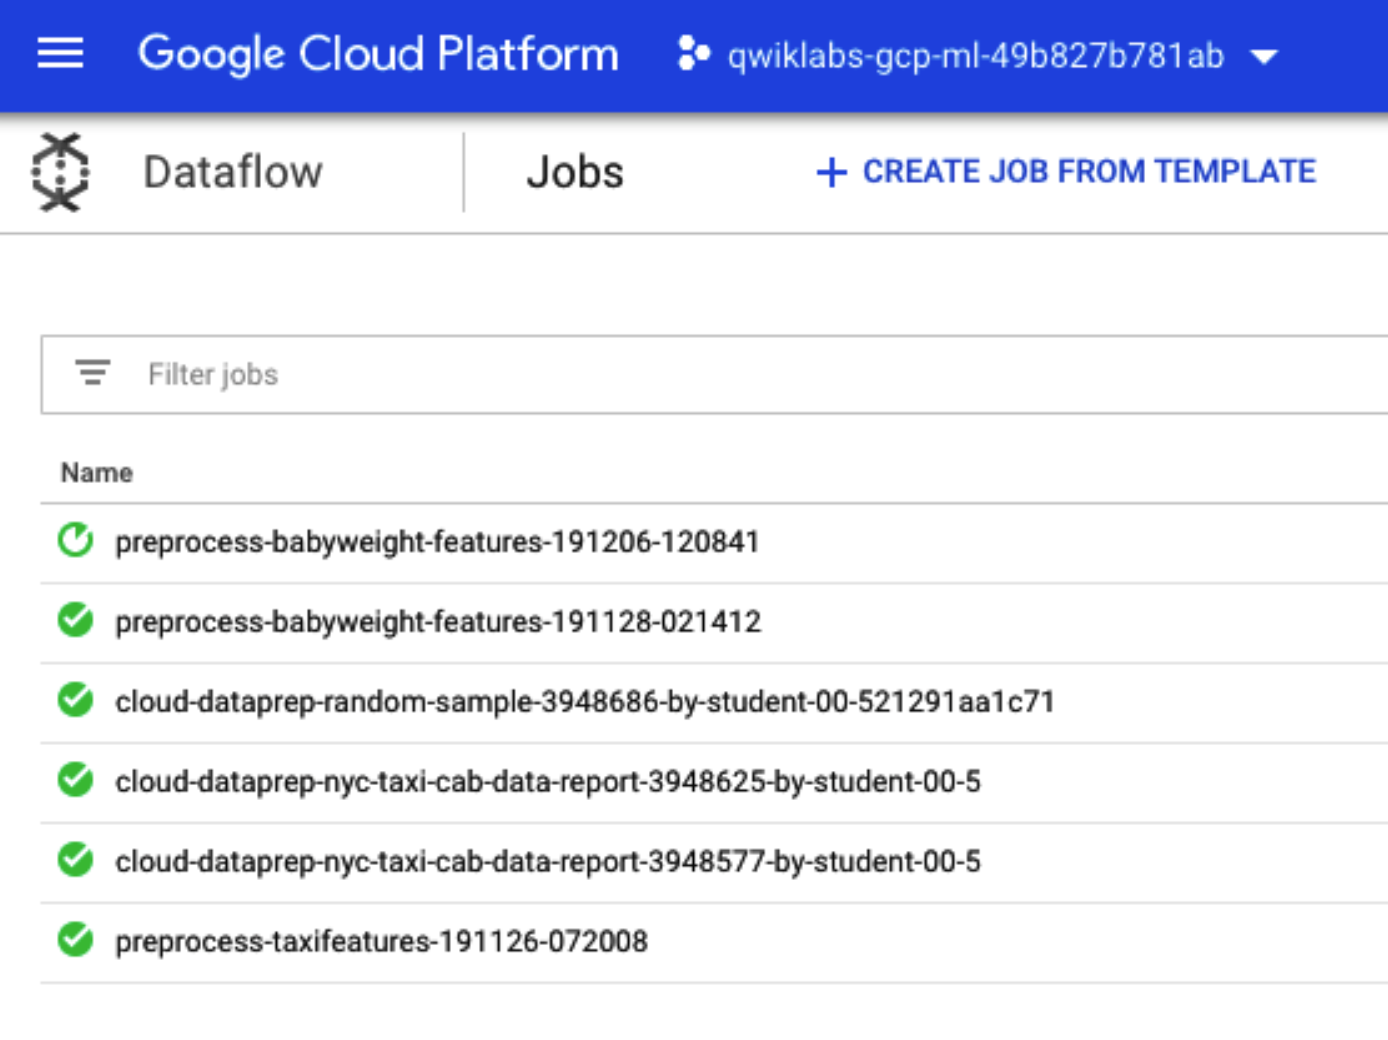 Google Cloud Platform qwiklabs-gcp-ml-49b827b781ab
Dataflow Jobs + CREATE JOB FROM TEMPLATE
Filter jobs
Name
preprocess-babyweight-features-191206-120841
preprocess-babyweight-features-191128-021412
cloud-dataprep-random-sample-3948686-by-student-00-521291aa1c71
cloud-dataprep-nyc-taxi-cab-data-report-3948625-by-student-00-5
cloud-dataprep-nyc-taxi-cab-data-report-3948577-by-student-00-5
preprocess-taxifeatures-191126-072008